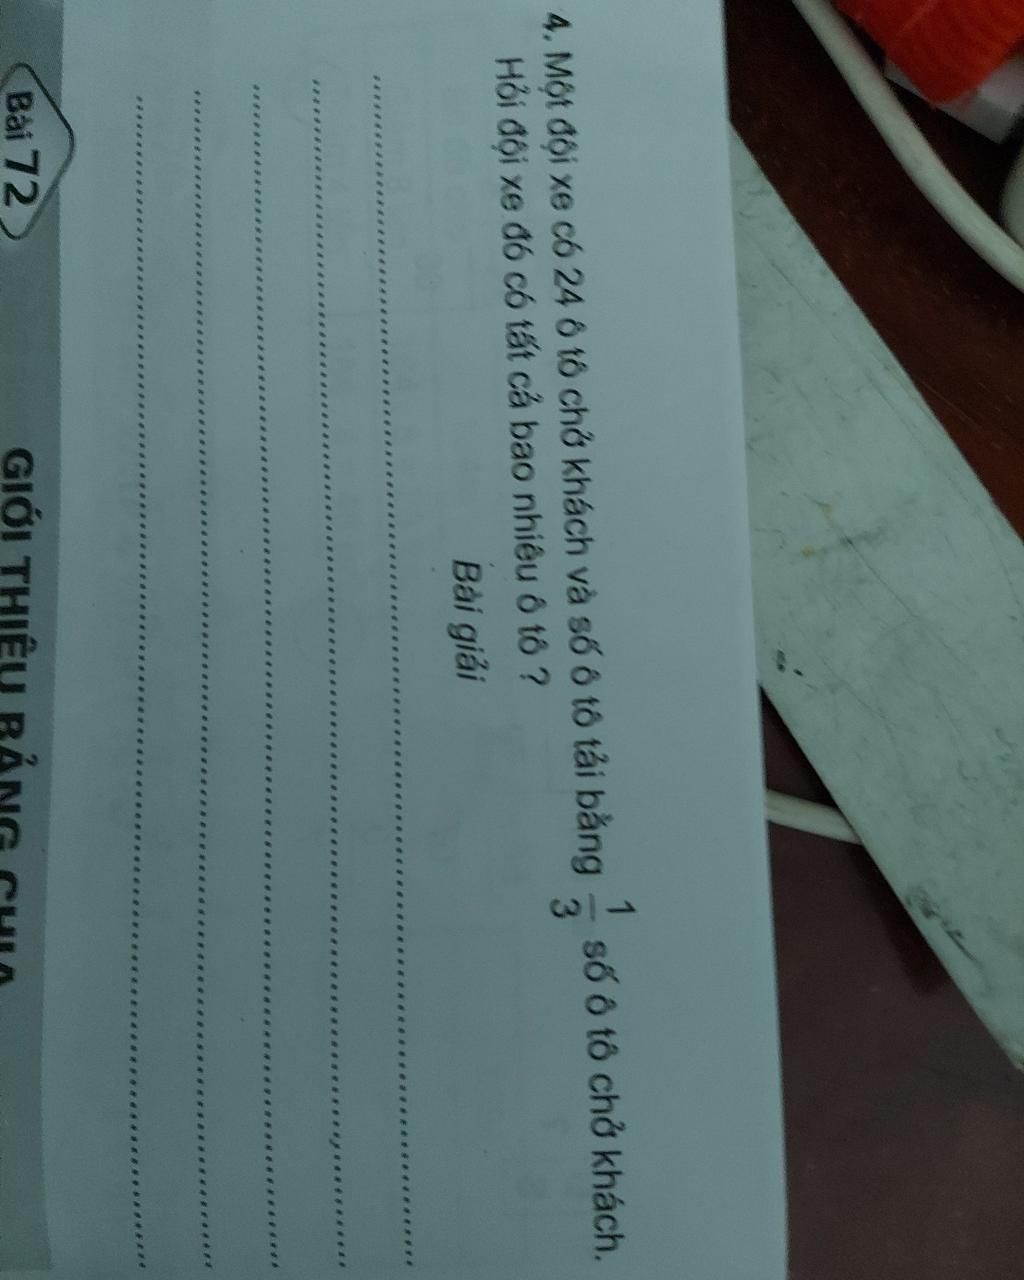 4. Một đội xe có 24 ô tô chở khách và số ô tô tải bằng 1/3 số ô tô chở khách.
Hỏi đội xe đó có tất cả bao nhiêu ô tô ?
Bài giải
Bài 72
GIỚI THIỆU BẢNG CHIA